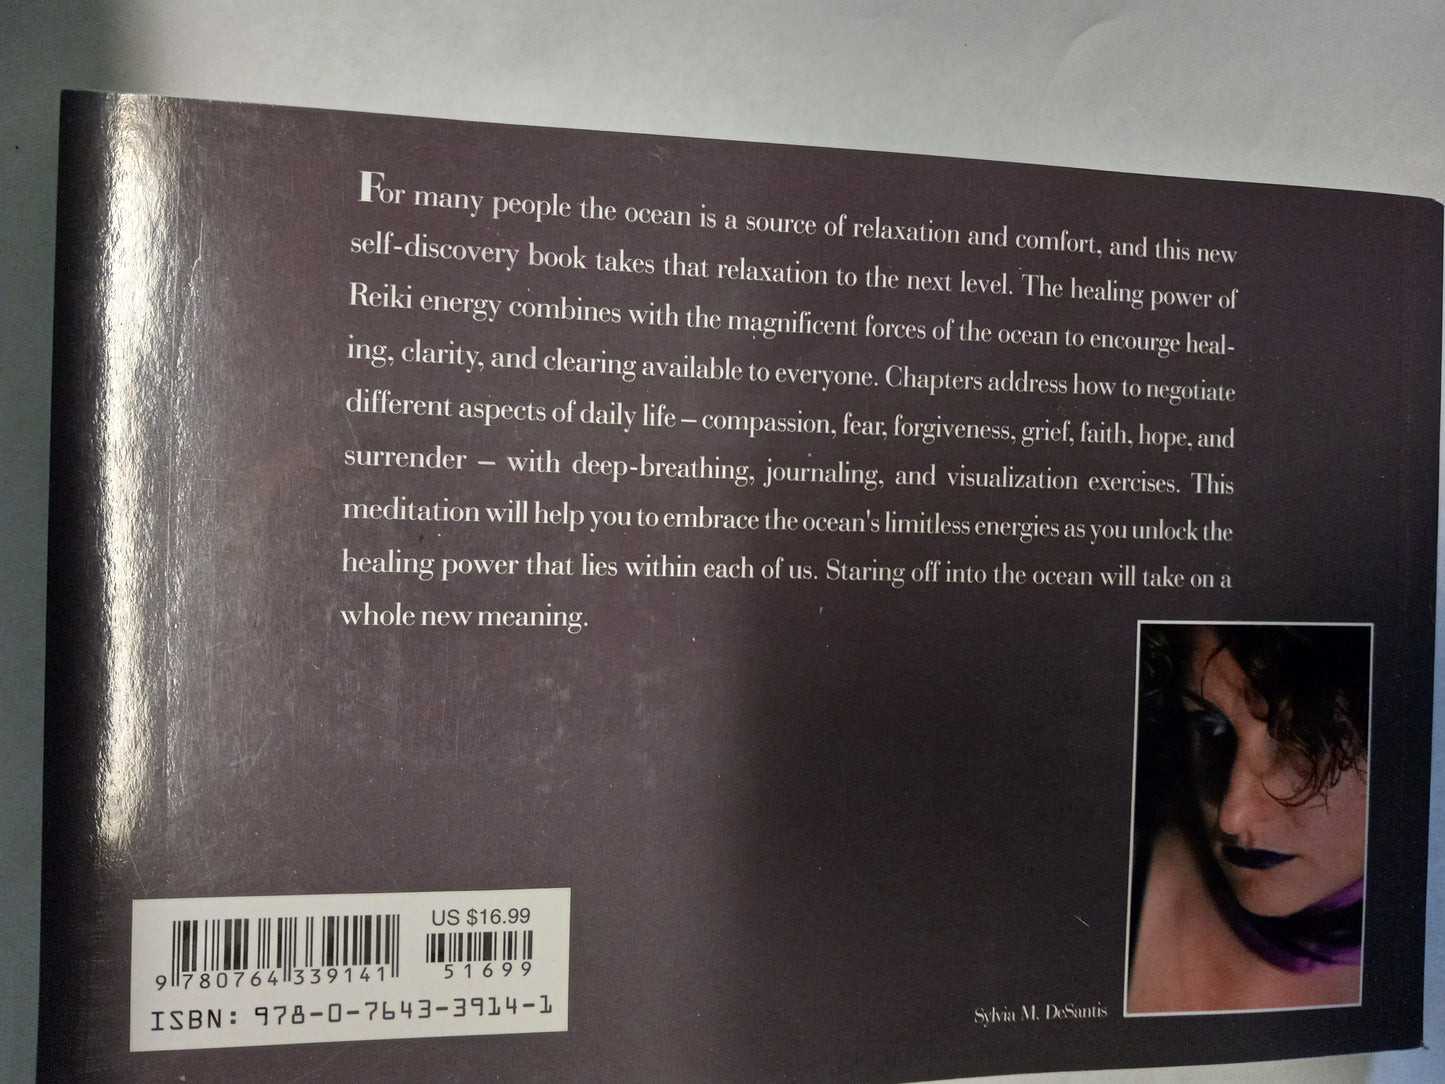 For many people the ocean is a source of relaxation and comfort, and this new
self-discovery book takes that relaxation to the next level. The healing power of
Reiki energy combines with the magnificent forces of the ocean to encourge heal-
ing, clarity, and clearing available to everyone. Chapters address how to negotiate
different aspects of daily life – compassion, fear, forgiveness, grief, faith, hope, and
surrender – with deep-breathing, journaling, and visualization exercises. This
meditation will help you to embrace the ocean's limitless energies as you unlock the
healing power that lies within each of us. Staring off into the ocean will take on a
whole new meaning.
US $16.99
9 780764 339141
51699
ISBN: 978-0-7643-3914-1
Sylvia M. DeSantis